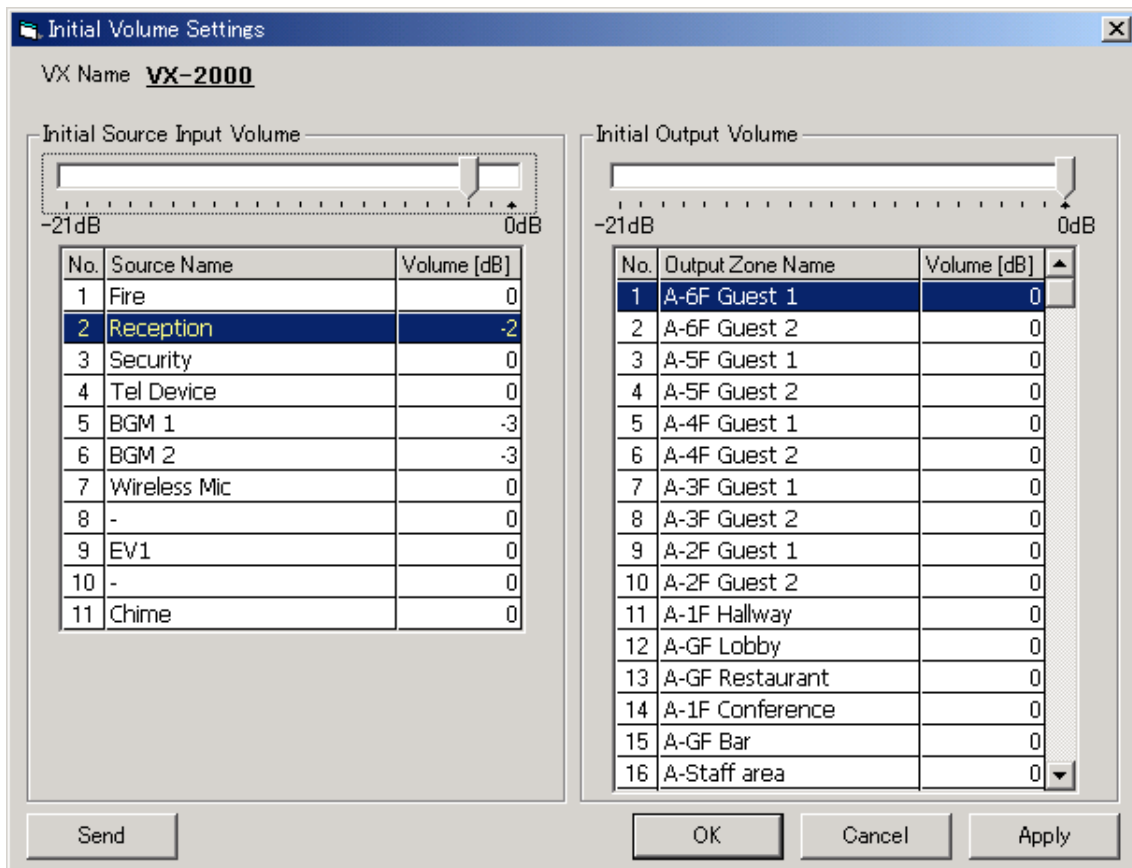 Initial Volume Settings
VX Name VX-2000
Initial Source Input Volume
-21dB 0dB
No. Source Name Volume [dB]
1 Fire 0
2 Reception -2
3 Security 0
4 Tel Device 0
5 BGM 1 -3
6 BGM 2 -3
7 Wireless Mic 0
8 - 0
9 EV1 0
10 - 0
11 Chime 0
Initial Output Volume
-21dB 0dB
No. Output Zone Name Volume [dB]
1 A-6F Guest 1 0
2 A-6F Guest 2 0
3 A-5F Guest 1 0
4 A-5F Guest 2 0
5 A-4F Guest 1 0
6 A-4F Guest 2 0
7 A-3F Guest 1 0
8 A-3F Guest 2 0
9 A-2F Guest 1 0
10 A-2F Guest 2 0
11 A-1F Hallway 0
12 A-GF Lobby 0
13 A-GF Restaurant 0
14 A-1F Conference 0
15 A-GF Bar 0
16 A-Staff area 0
Send OK Cancel Apply